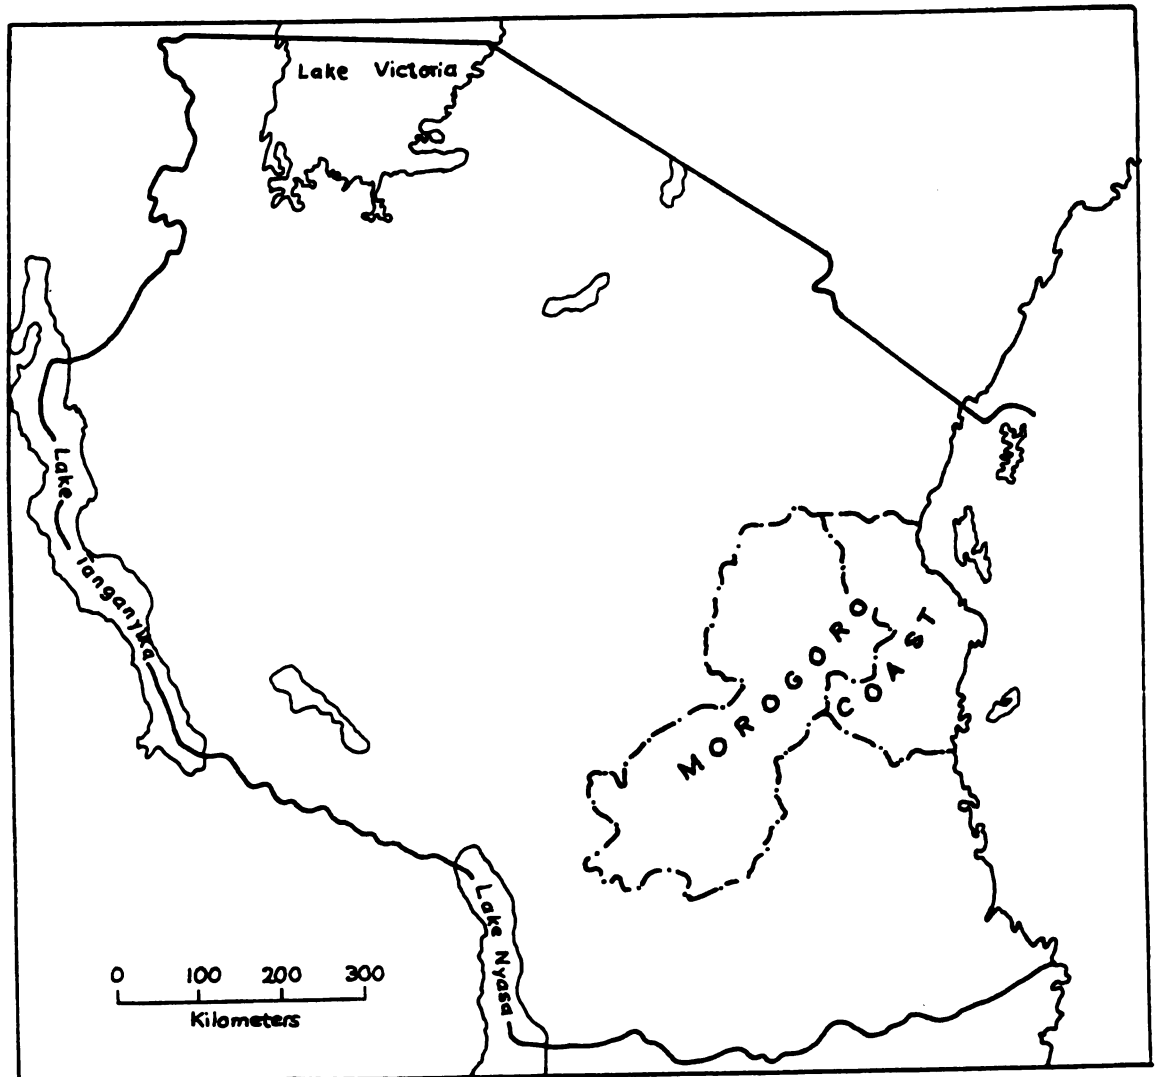 Lake Victoria
Lake
Tanganyika
MOROGORO
COAST
Lake Nyasa
0 100 200 300
Kilometers